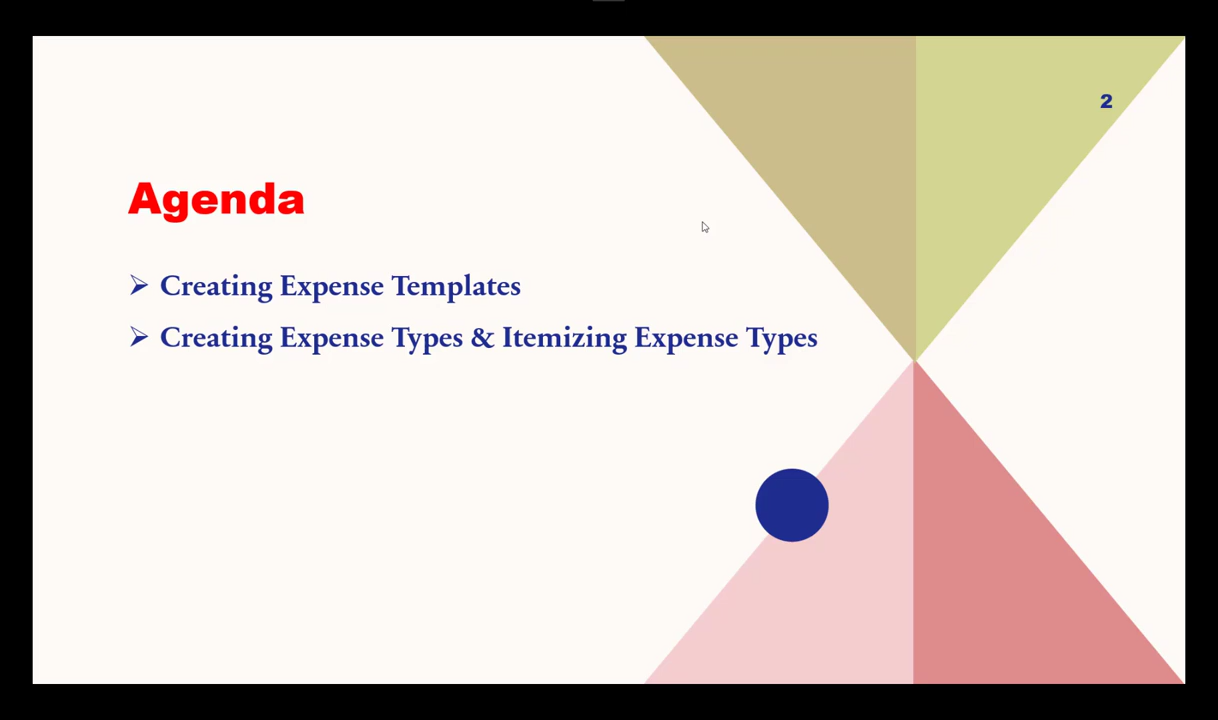 2
Agenda
➢ Creating Expense Templates
➢ Creating Expense Types & Itemizing Expense Types